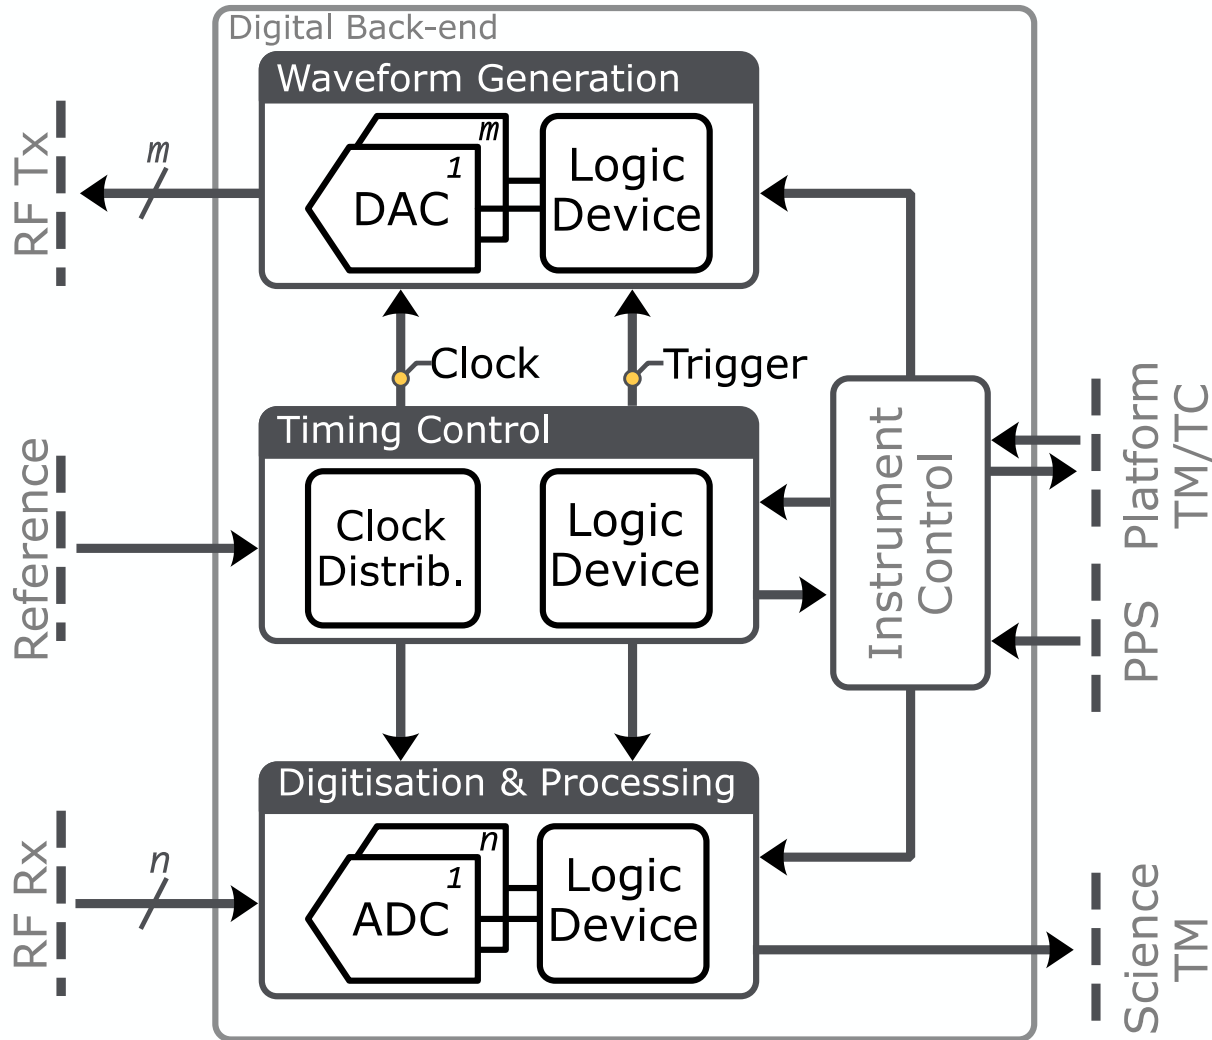 Digital Back-end
Waveform Generation
RF Tx
m
m
1
DAC
Logic
Device
Clock
Trigger
Timing Control
Reference
Clock
Distrib.
Logic
Device
Instrument
Control
Platform
TM/TC
PPS
Digitisation & Processing
RF Rx
n
n
1
ADC
Logic
Device
Science
TM